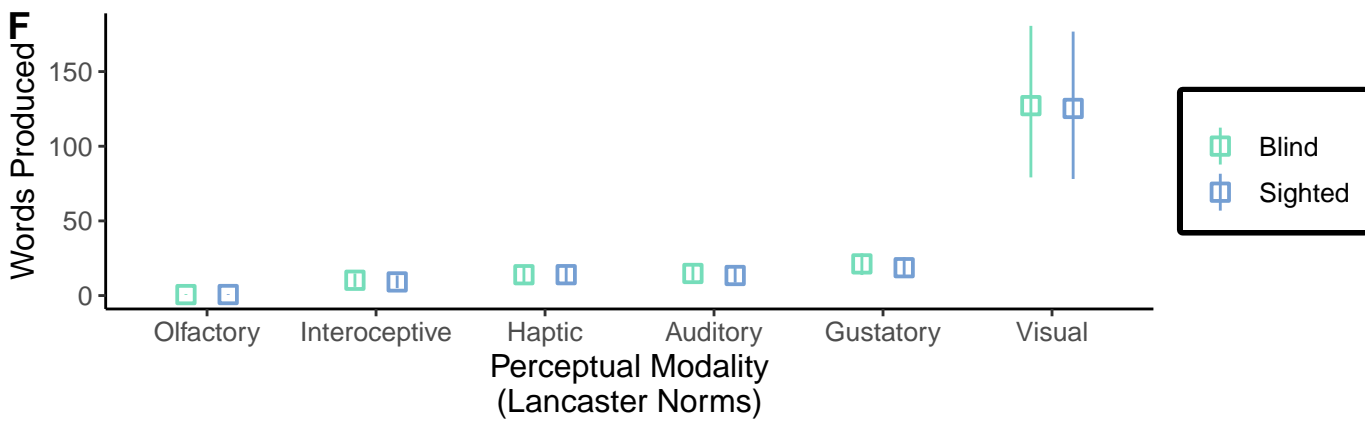 F
Words Produced
150
100
50
0
Olfactory Interoceptive Haptic Auditory Gustatory Visual
Perceptual Modality
(Lancaster Norms)
Blind
Sighted